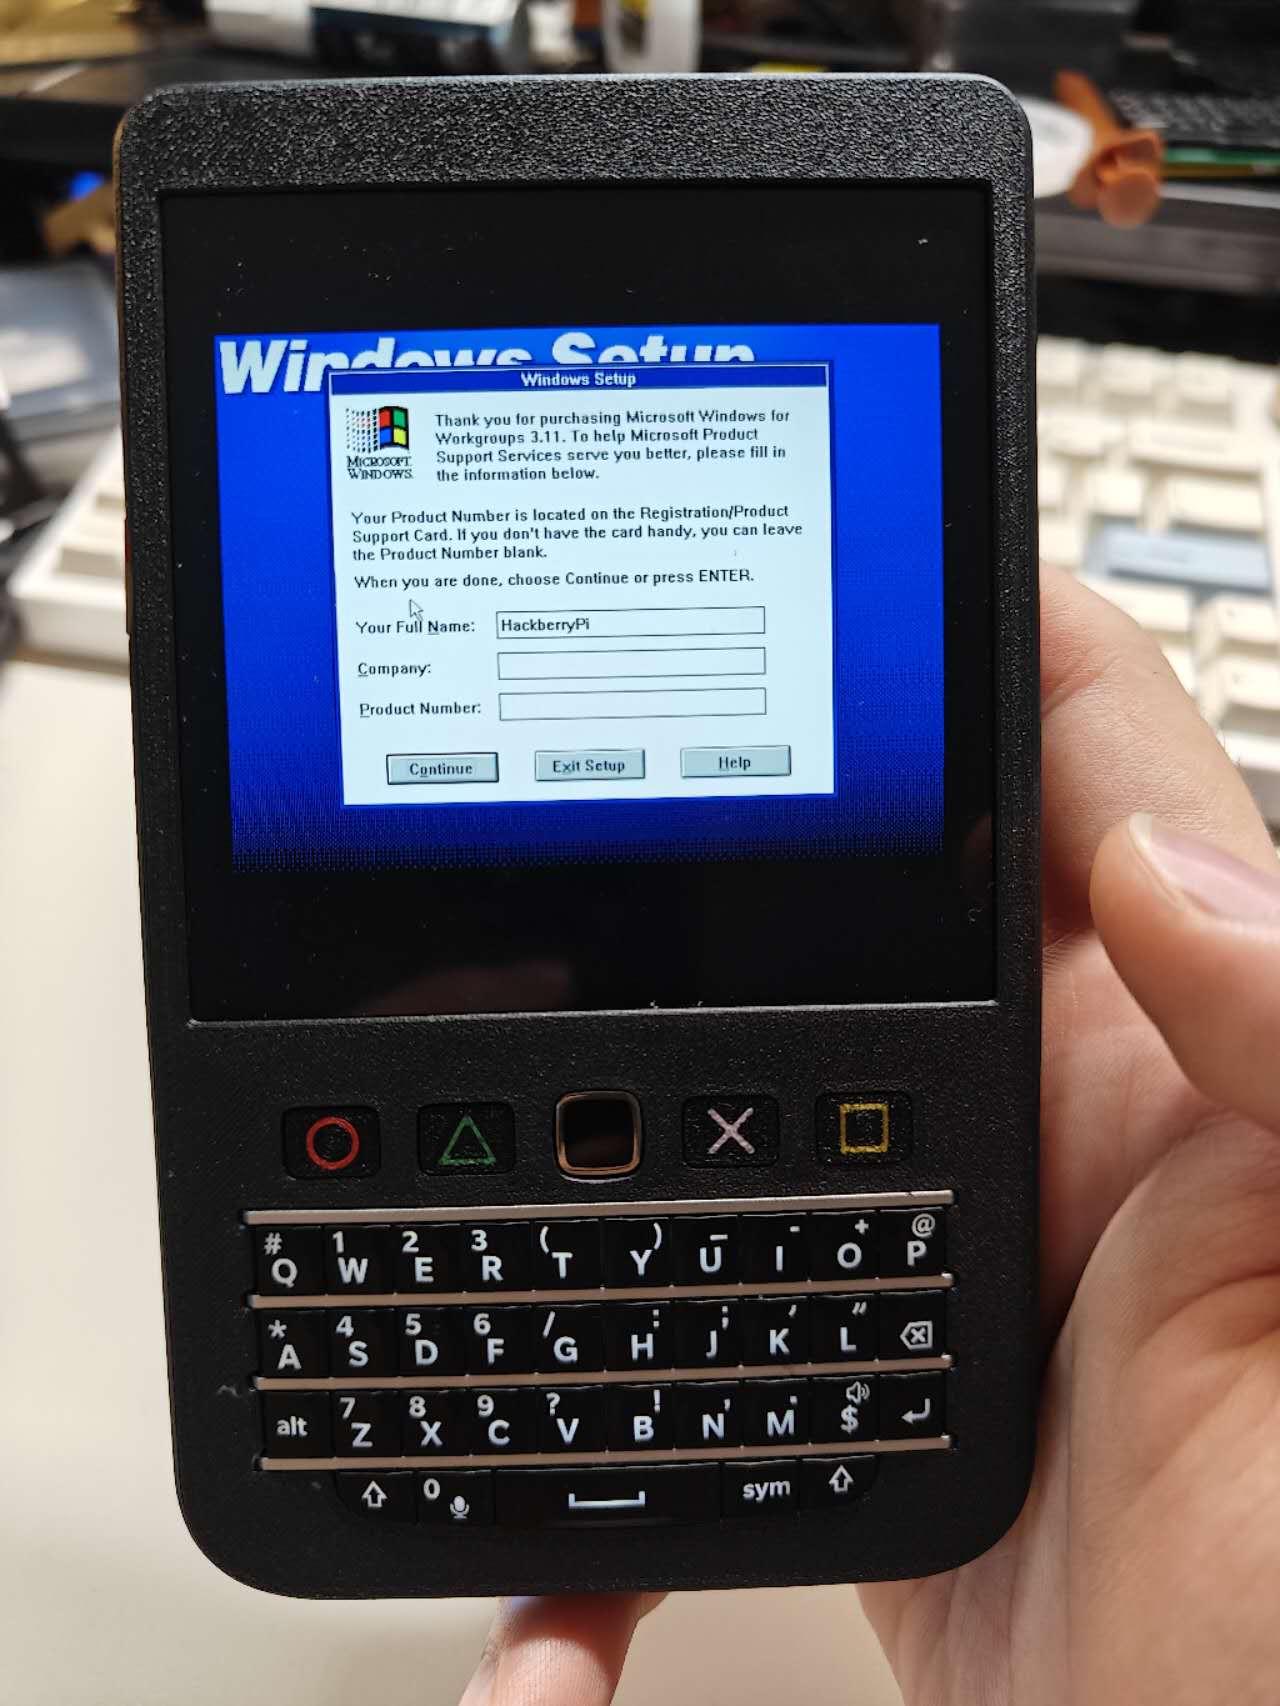 Windows Setup
Windows Setup
MICROSOFT
WINDOWS.
Thank you for purchasing Microsoft Windows for
Workgroups 3.11. To help Microsoft Product
Support Services serve you better, please fill in
the information below.
Your Product Number is located on the Registration/Product
Support Card. If you don't have the card handy, you can leave
the Product Number blank.
When you are done, choose Continue or press ENTER.
Your Full Name: HackberryPi
Company:
Product Number:
Continue Exit Setup Help
# 1 2 3 ( ) _ - + @
Q W E R T Y U I O P
* 4 5 6 / : ; ' "
A S D F G H J K L
alt 7 8 9 ? ! , .
Z X C V B N M $
0 sym